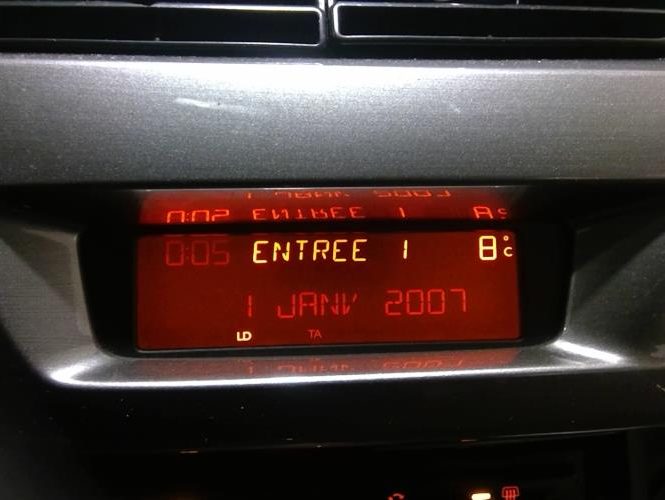 0:05 ENTREE 1 8°C
1 JANV 2007
LD TA